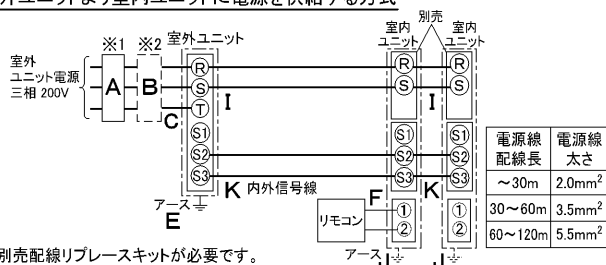 外ユニットより室内ユニットに電源を供給する方式
※1 ※2 室外ユニット 室内ユニット 別売 室内ユニット
室外
ユニット電源
三相 200V
A B R S T C I R S I R S
S1 S2 S3 S1 S2 S3 S1 S2 S3
K 内外信号線 F K
アース E
リモコン ① ② ① ②
アース
電源線配線長 電源線太さ
~30m 2.0mm²
30~60m 3.5mm²
60~120m 5.5mm²
別売配線リプレースキットが必要です。